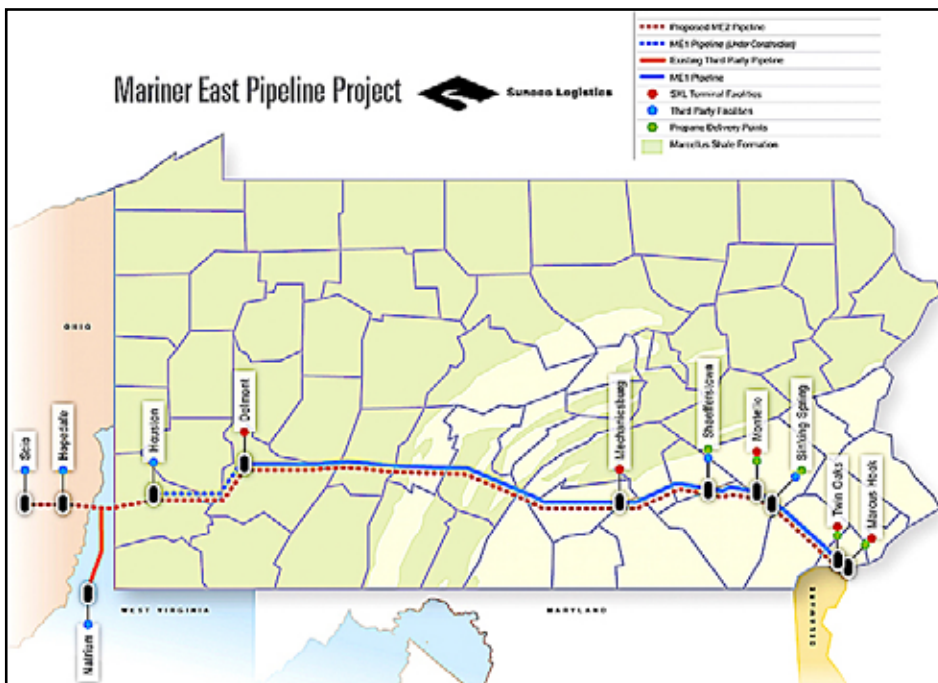 Mariner East Pipeline Project
Sunoco Logistics
Proposed ME2 Pipeline
ME1 Pipeline (Under Construction)
Existing Third Party Pipeline
ME1 Pipeline
SXL Terminal Facilities
Third Party Facilities
Propane Delivery Points
Marcellus Shale Formation
OHIO
Scio
Hopedale
Houston
Delmont
Mechanicsburg
Shaefferstown
Montello
Sinking Spring
Twin Oaks
Marcus Hook
Natrium
WEST VIRGINIA
MARYLAND
DELAWARE